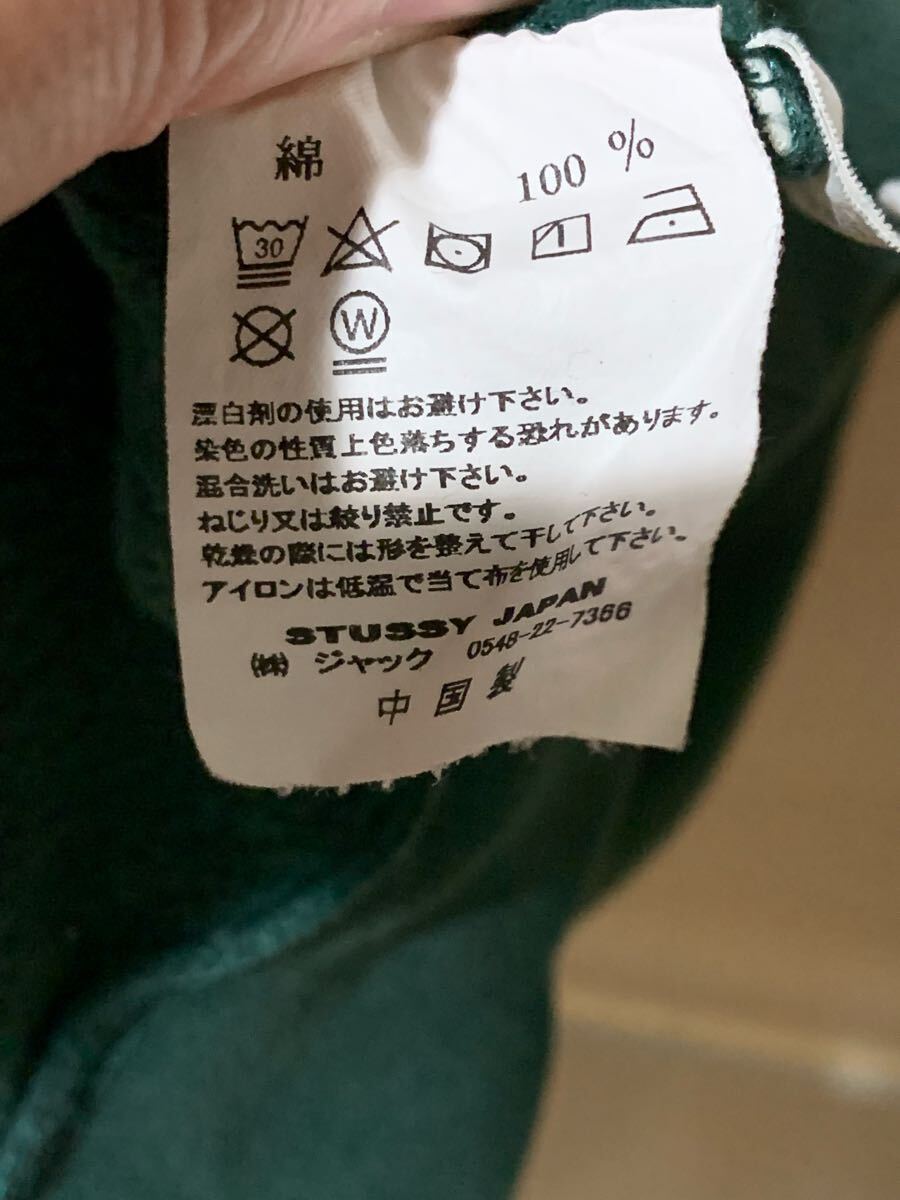 綿
100 %
30
W
漂白剤の使用はお避け下さい。
染色の性質上色落ちする恐れがあります。
混合洗いはお避け下さい。
ねじり又は絞り禁止です。
乾燥の際には形を整えて干して下さい。
アイロンは低温で当て布を使用して下さい。
STUSSY JAPAN
㈱ ジャック 0548-22-7366
中国製